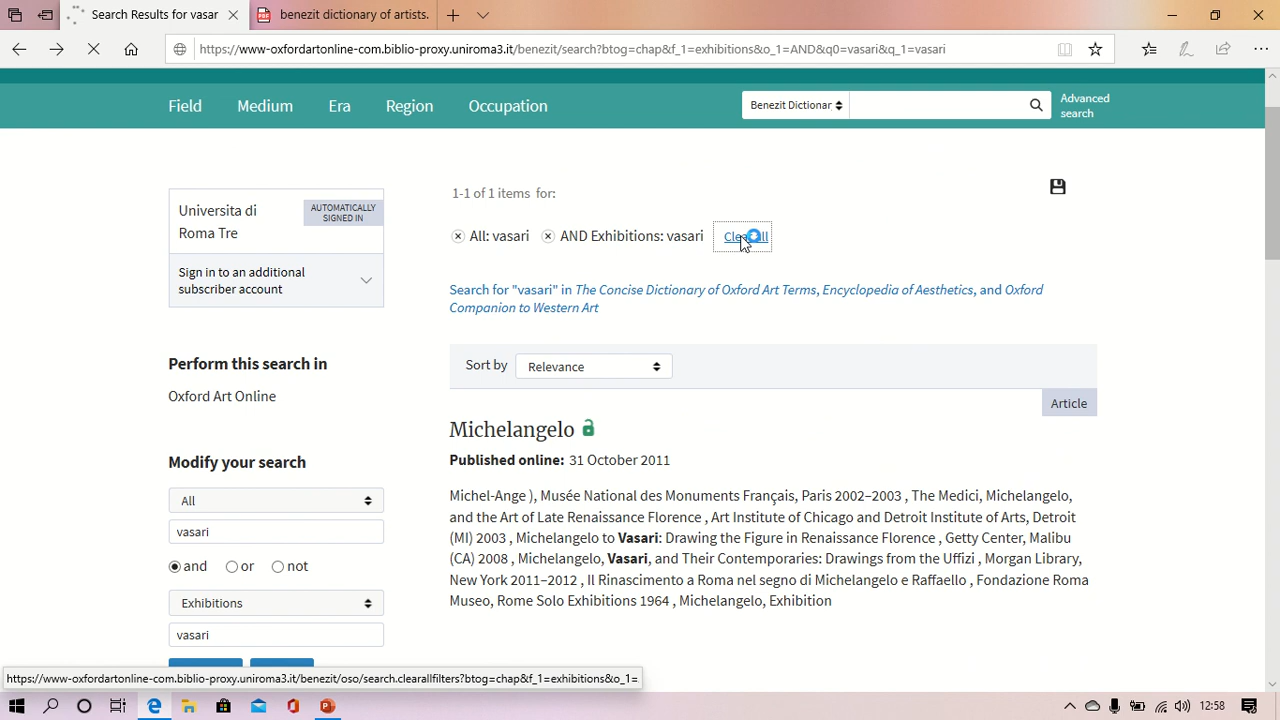 Search Results for vasari
benezit dictionary of artists.
https://www-oxfordartonline-com.biblio-proxy.uniroma3.it/benezit/search?btog=chap&f_1=exhibitions&o_1=AND&q0=vasari&q_1=vasari
Field Medium Era Region Occupation
Benezit Dictionar
Advanced
search
Universita di
Roma Tre
AUTOMATICALLY
SIGNED IN
Sign in to an additional
subscriber account
Perform this search in
Oxford Art Online
Modify your search
All
vasari
and or not
Exhibitions
vasari
1-1 of 1 items for:
All: vasari AND Exhibitions: vasari Clear All
Search for "vasari" in The Concise Dictionary of Oxford Art Terms, Encyclopedia of Aesthetics, and Oxford
Companion to Western Art
Sort by Relevance
Article
Michelangelo
Published online: 31 October 2011
Michel-Ange ), Musée National des Monuments Français, Paris 2002–2003 , The Medici, Michelangelo,
and the Art of Late Renaissance Florence , Art Institute of Chicago and Detroit Institute of Arts, Detroit
(MI) 2003 , Michelangelo to Vasari: Drawing the Figure in Renaissance Florence , Getty Center, Malibu
(CA) 2008 , Michelangelo, Vasari, and Their Contemporaries: Drawings from the Uffizi , Morgan Library,
New York 2011–2012 , Il Rinascimento a Roma nel segno di Michelangelo e Raffaello , Fondazione Roma
Museo, Rome Solo Exhibitions 1964 , Michelangelo, Exhibition
https://www-oxfordartonline-com.biblio-proxy.uniroma3.it/benezit/oso/search.clearallfilters?btog=chap&f_1=exhibitions&o_1=
12:58